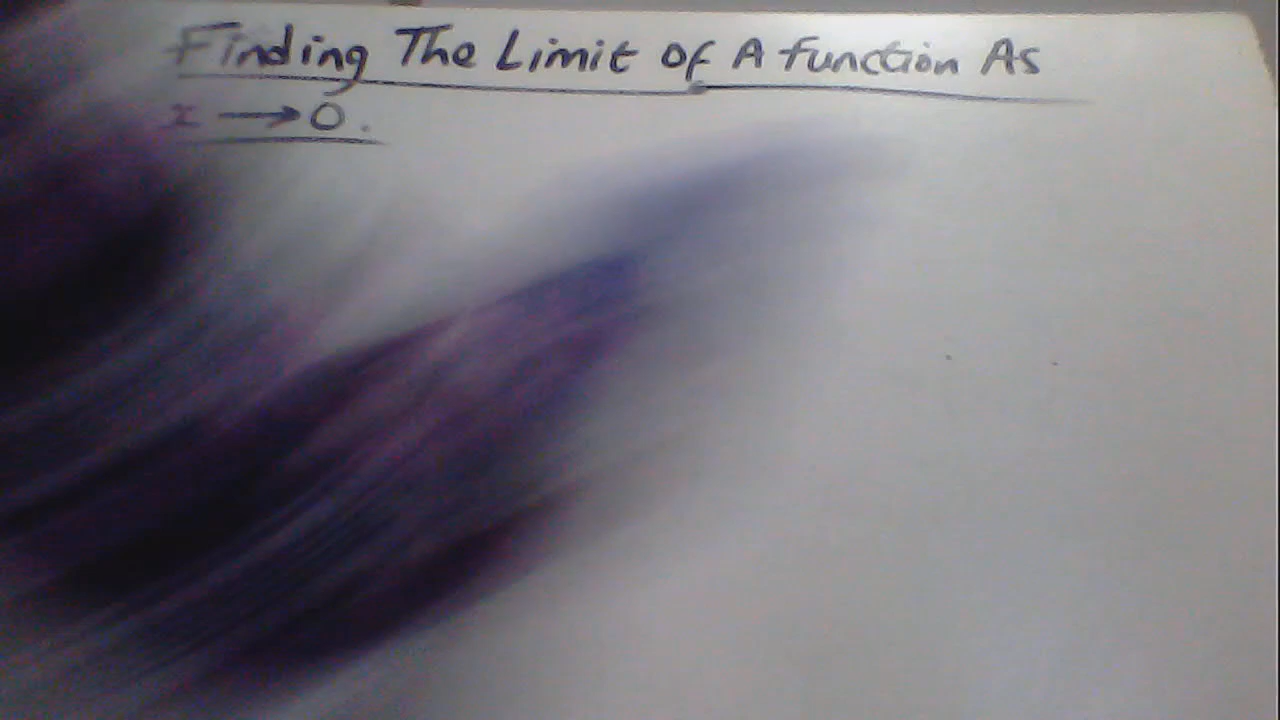 Finding The Limit Of A function As
x → 0.